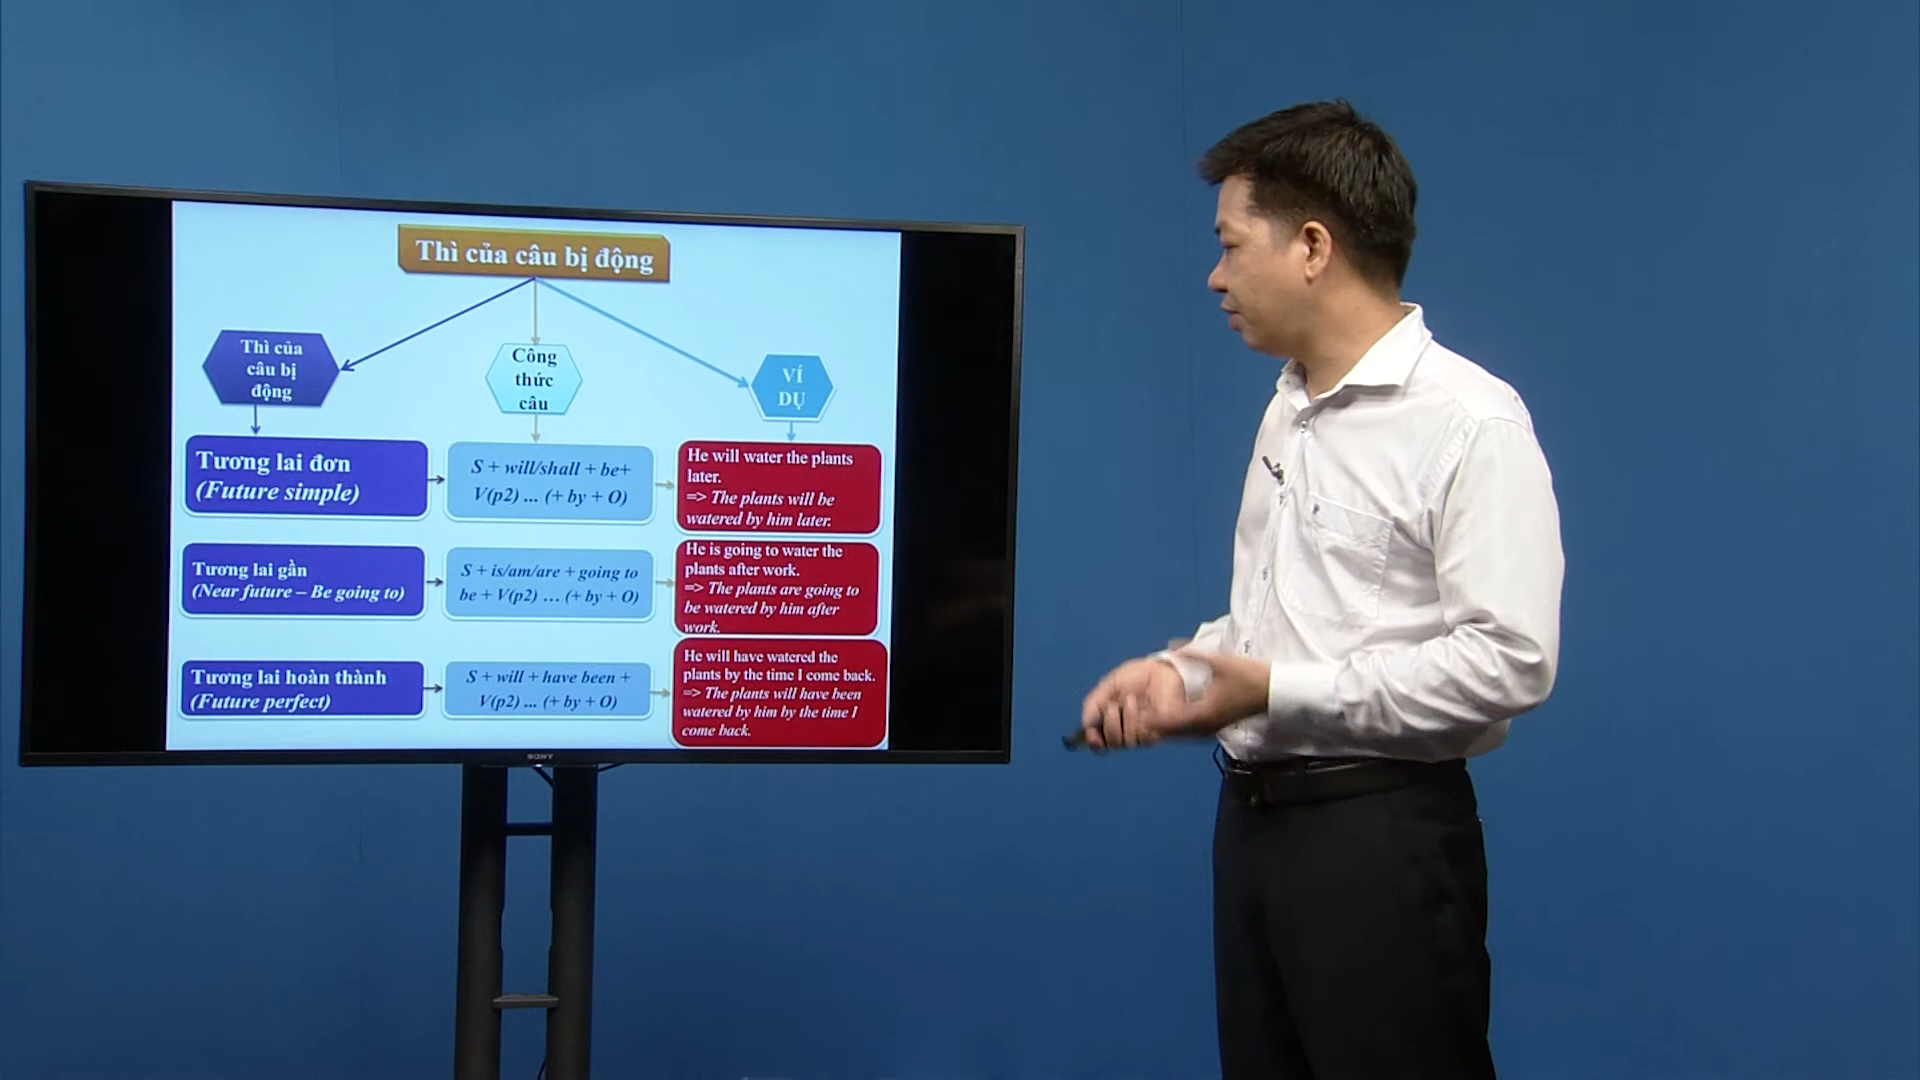 Thì của câu bị động
Thì của
câu bị
động
Công
thức
câu
VÍ
DỤ
Tương lai đơn
(Future simple)
S + will/shall + be+
V(p2) ... (+ by + O)
He will water the plants
later.
=> The plants will be
watered by him later.
Tương lai gần
(Near future – Be going to)
S + is/am/are + going to
be + V(p2) … (+ by + O)
He is going to water the
plants after work.
=> The plants are going to
be watered by him after
work.
Tương lai hoàn thành
(Future perfect)
S + will + have been +
V(p2) ... (+ by + O)
He will have watered the
plants by the time I come back.
=> The plants will have been
watered by him by the time I
come back.
SONY